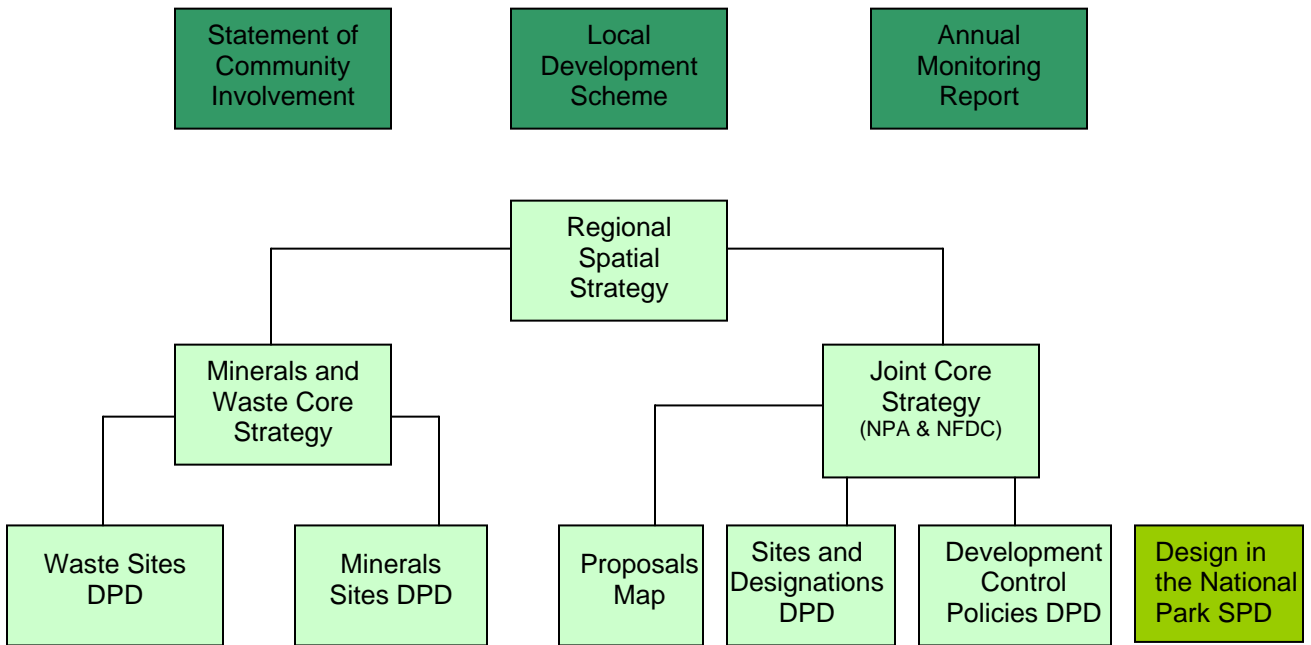 Statement of
Community
Involvement
Local
Development
Scheme
Annual
Monitoring
Report
Regional
Spatial
Strategy
Minerals and
Waste Core
Strategy
Joint Core
Strategy
(NPA & NFDC)
Waste Sites
DPD
Minerals
Sites DPD
Proposals
Map
Sites and
Designations
DPD
Development
Control
Policies DPD
Design in
the National
Park SPD